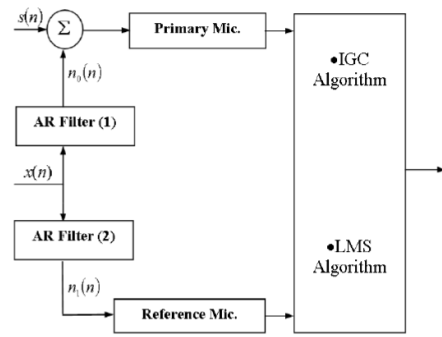 s(n)
Σ
Primary Mic.
n₀(n)
•IGC
Algorithm
AR Filter (1)
x(n)
AR Filter (2)
•LMS
Algorithm
n₁(n)
Reference Mic.